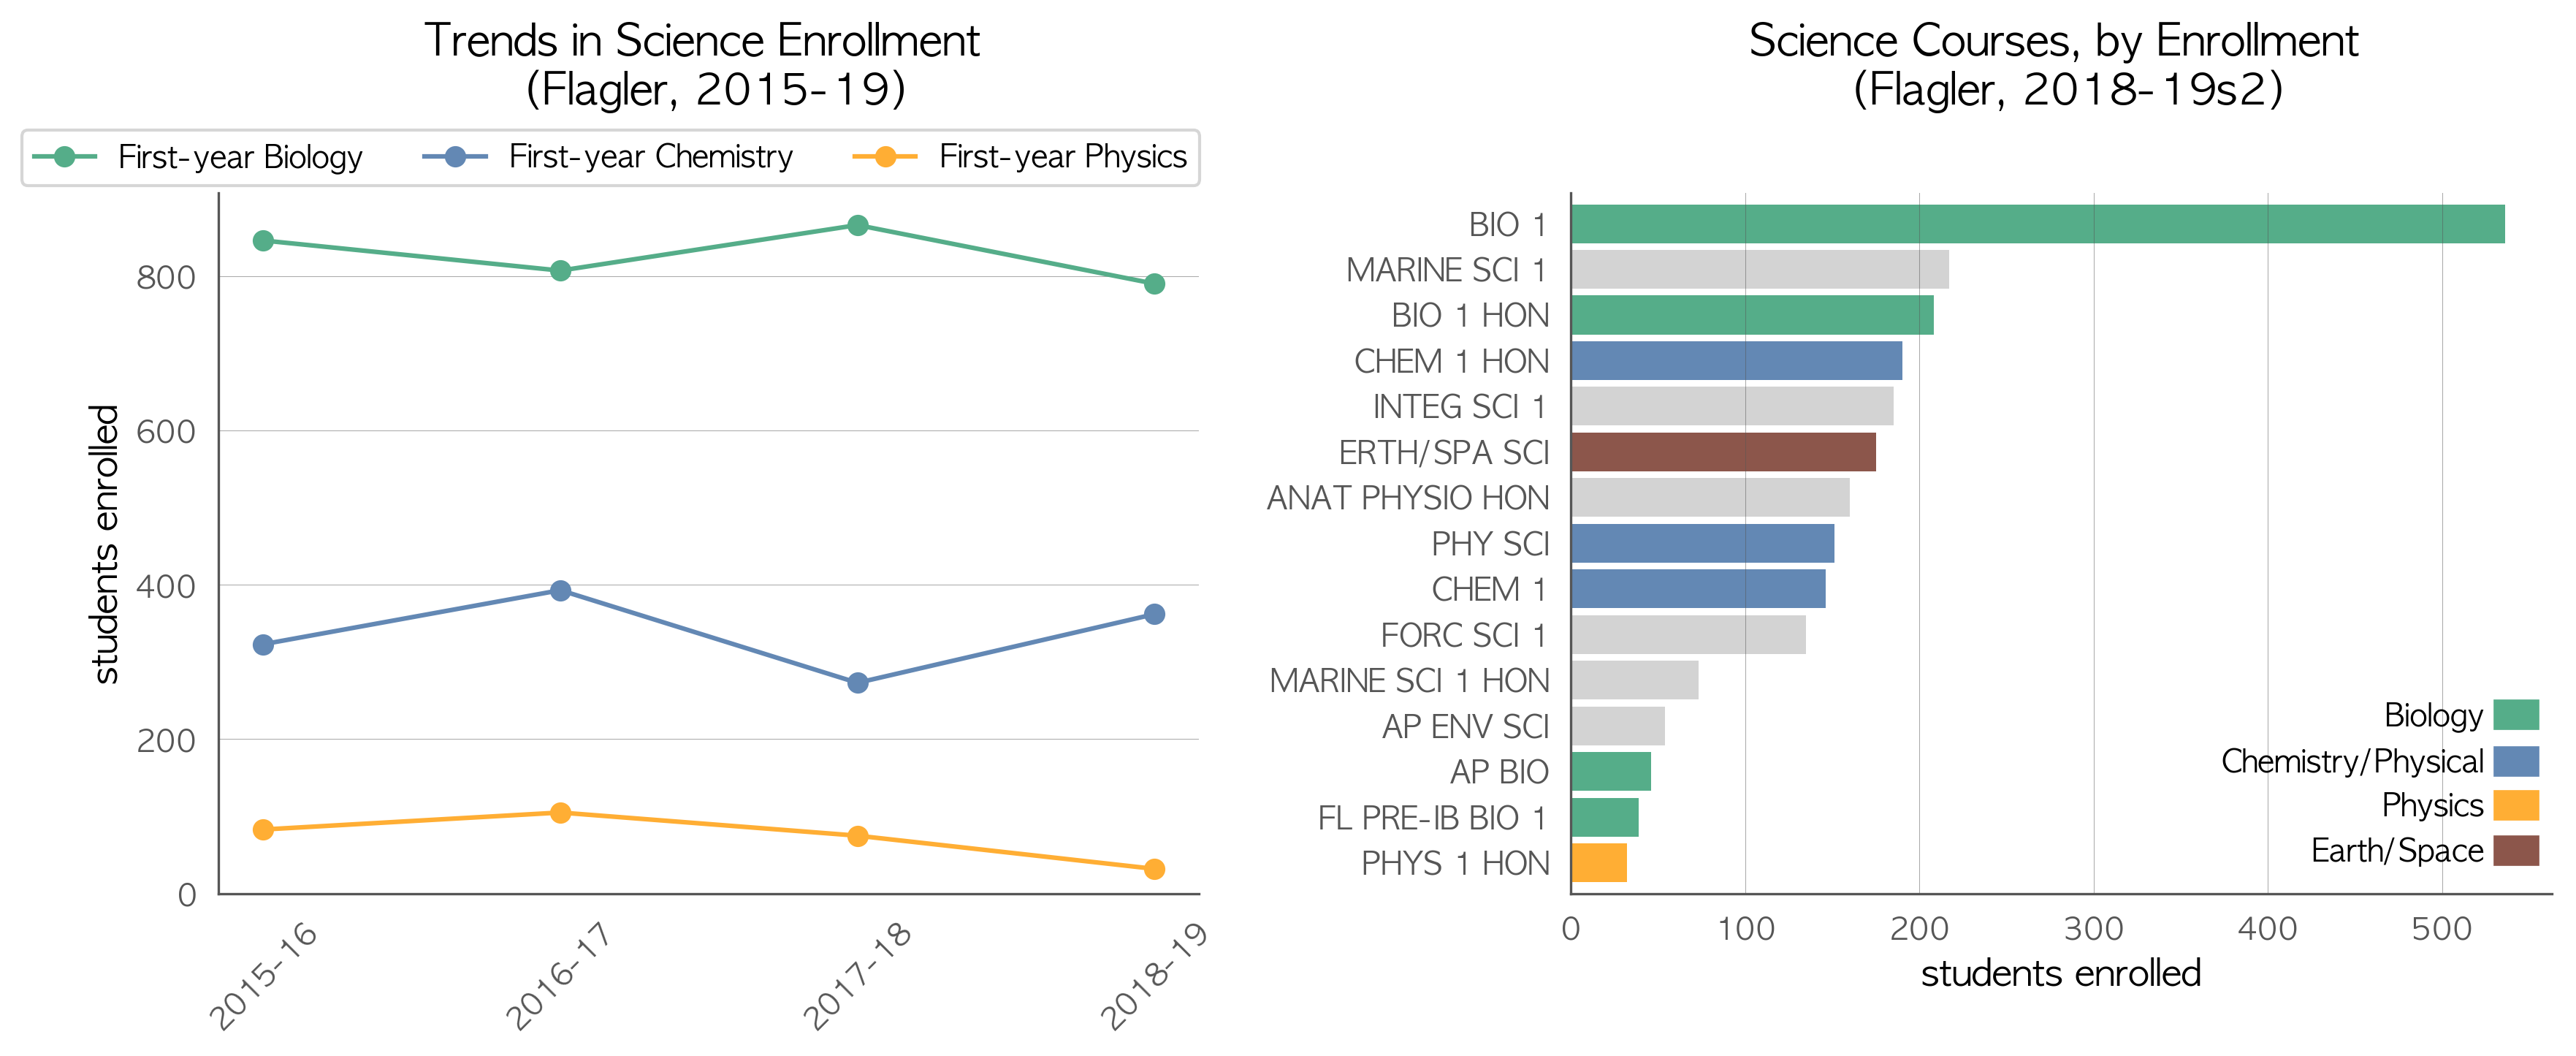 Trends in Science Enrollment
(Flagler, 2015-19)
First-year Biology
First-year Chemistry
First-year Physics
students enrolled
800
600
400
200
0
2015-16
2016-17
2017-18
2018-19
Science Courses, by Enrollment
(Flagler, 2018-19s2)
BIO 1
MARINE SCI 1
BIO 1 HON
CHEM 1 HON
INTEG SCI 1
ERTH/SPA SCI
ANAT PHYSIO HON
PHY SCI
CHEM 1
FORC SCI 1
MARINE SCI 1 HON
AP ENV SCI
AP BIO
FL PRE-IB BIO 1
PHYS 1 HON
Biology
Chemistry/Physical
Physics
Earth/Space
0 100 200 300 400 500
students enrolled